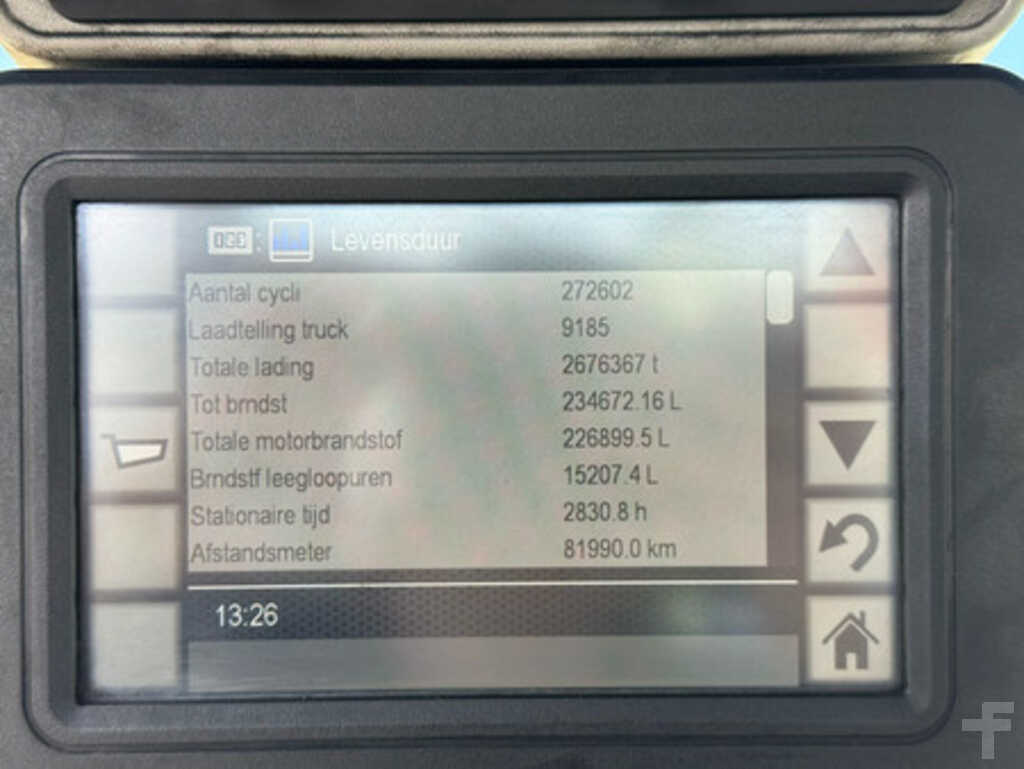 Levensduur
Aantal cycli 272602
Laadtelling truck 9185
Totale lading 2676367 t
Tot brndst 234672.16 L
Totale motorbrandstof 226899.5 L
Brndstf leegloopuren 15207.4 L
Stationaire tijd 2830.8 h
Afstandsmeter 81990.0 km
13:26